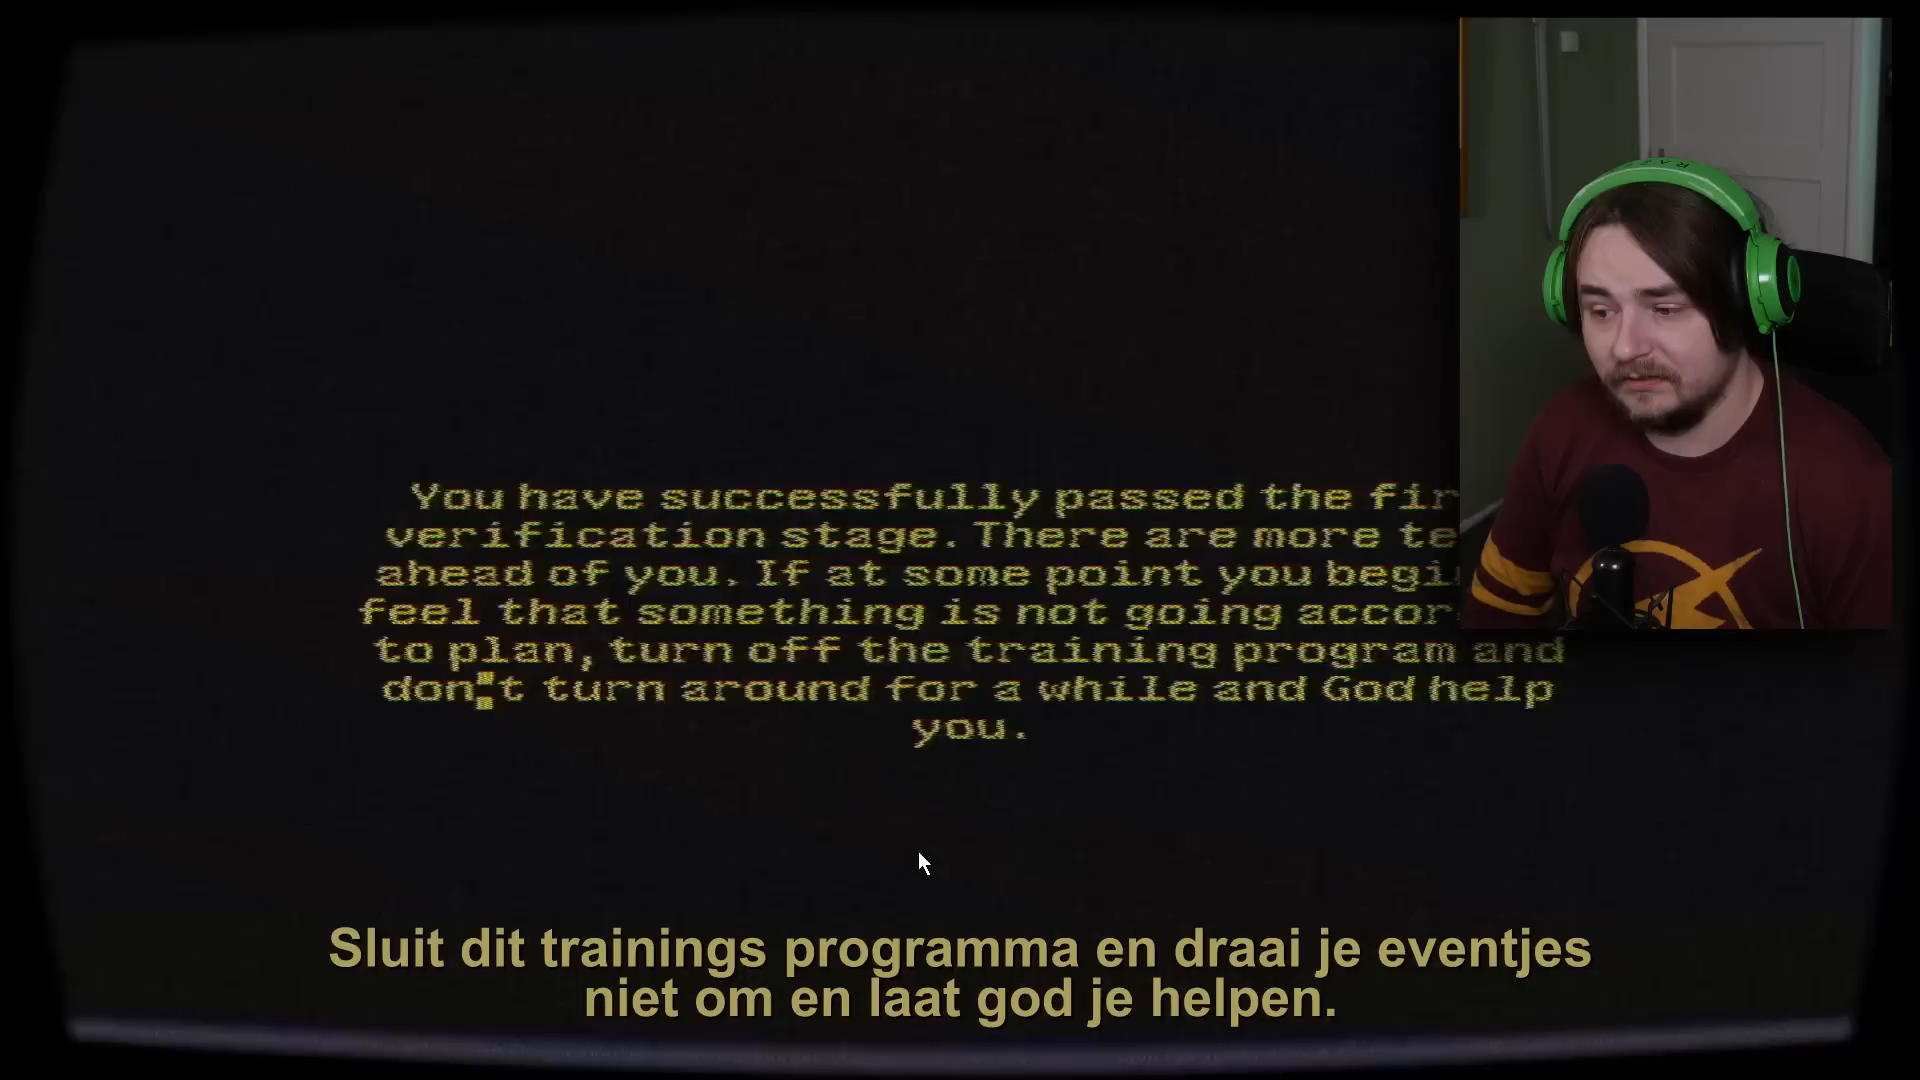 You have successfully passed the fir
verification stage. There are more te
ahead of you. If at some point you begi
feel that something is not going accor
to plan, turn off the training program and
don't turn around for a while and God help
you.
Sluit dit trainings programma en draai je eventjes
niet om en laat god je helpen.